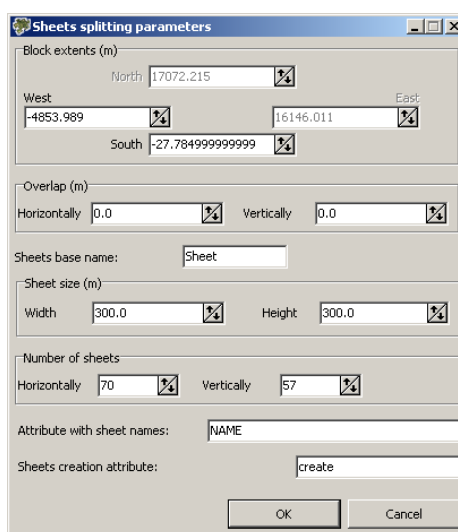 Sheets splitting parameters
Block extents (m)
North 17072.215
West East
-4853.989 16146.011
South -27.784999999999
Overlap (m)
Horizontally 0.0 Vertically 0.0
Sheets base name: Sheet
Sheet size (m)
Width 300.0 Height 300.0
Number of sheets
Horizontally 70 Vertically 57
Attribute with sheet names: NAME
Sheets creation attribute: create
OK Cancel